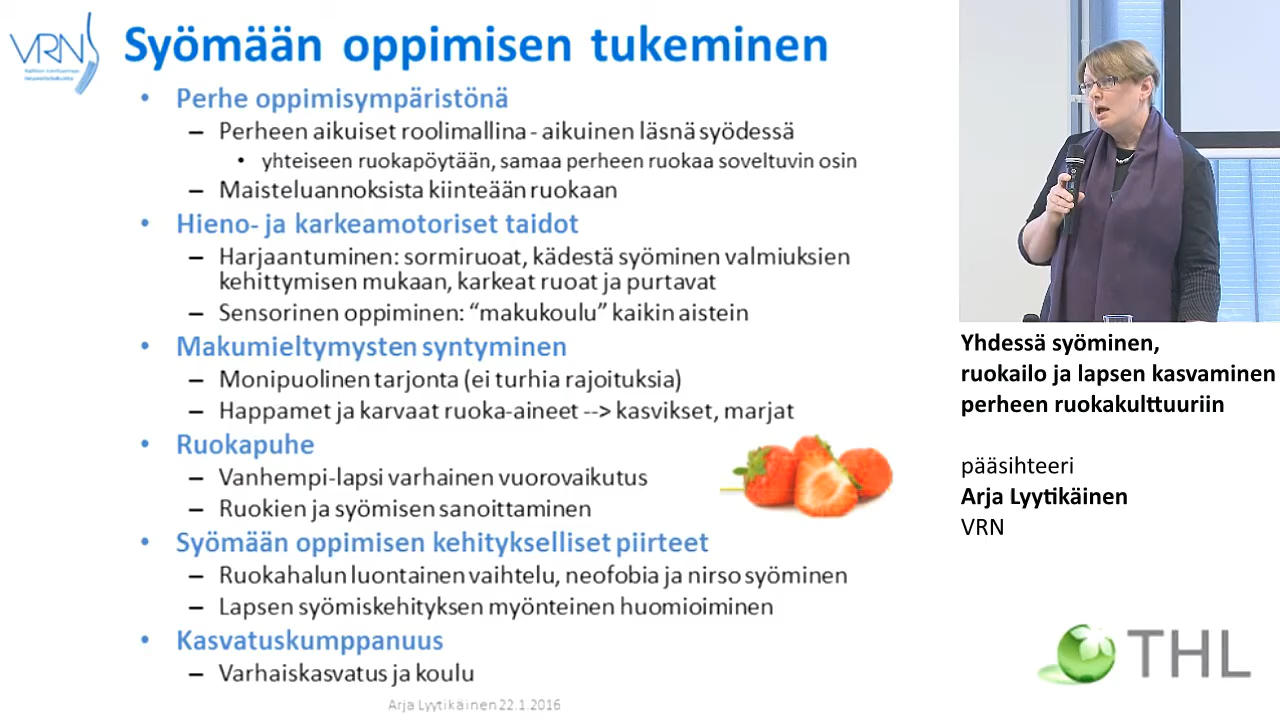 VRN
Syömään oppimisen tukeminen
• Perhe oppimisympäristönä
– Perheen aikuiset roolimallina - aikuinen läsnä syödessä
• yhteiseen ruokapöytään, samaa perheen ruokaa soveltuvin osin
– Maisteluannoksista kiinteään ruokaan
• Hieno- ja karkeamotoriset taidot
– Harjaantuminen: sormiruoat, kädestä syöminen valmiuksien
kehittymisen mukaan, karkeat ruoat ja purtavat
– Sensorinen oppiminen: “makukoulu” kaikin aistein
• Makumieltymysten syntyminen
– Monipuolinen tarjonta (ei turhia rajoituksia)
– Happamet ja karvaat ruoka-aineet --> kasvikset, marjat
• Ruokapuhe
– Vanhempi-lapsi varhainen vuorovaikutus
– Ruokien ja syömisen sanoittaminen
• Syömään oppimisen kehitykselliset piirteet
– Ruokahalun luontainen vaihtelu, neofobia ja nirso syöminen
– Lapsen syömiskehityksen myönteinen huomioiminen
• Kasvatuskumppanuus
– Varhaiskasvatus ja koulu
Arja Lyytikäinen 22.1.2016
Yhdessä syöminen,
ruokailo ja lapsen kasvaminen
perheen ruokakulttuuriin
pääsihteeri
Arja Lyytikäinen
VRN
THL